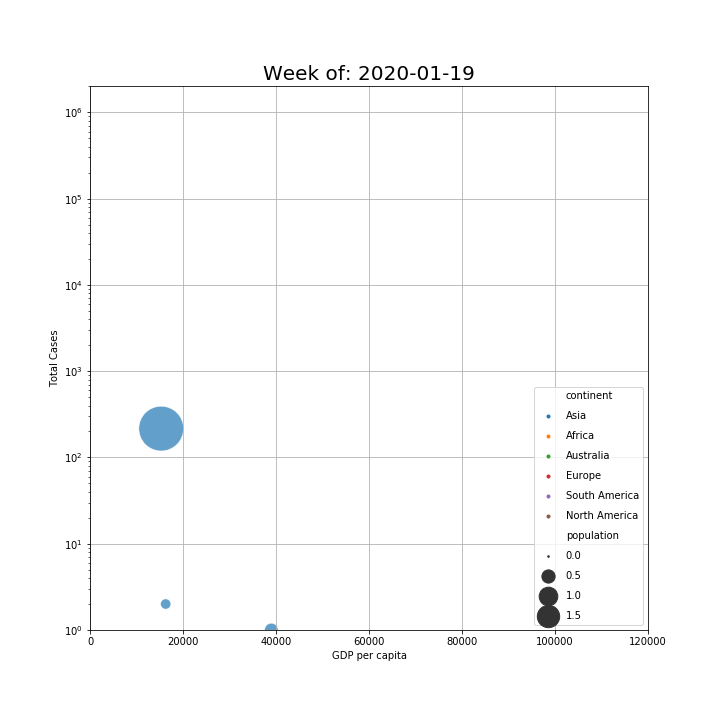 Week of: 2020-01-19
Total Cases
10⁶
10⁵
10⁴
10³
10²
10¹
10⁰
0 20000 40000 60000 80000 100000 120000
GDP per capita
continent
Asia
Africa
Australia
Europe
South America
North America
population
0.0
0.5
1.0
1.5